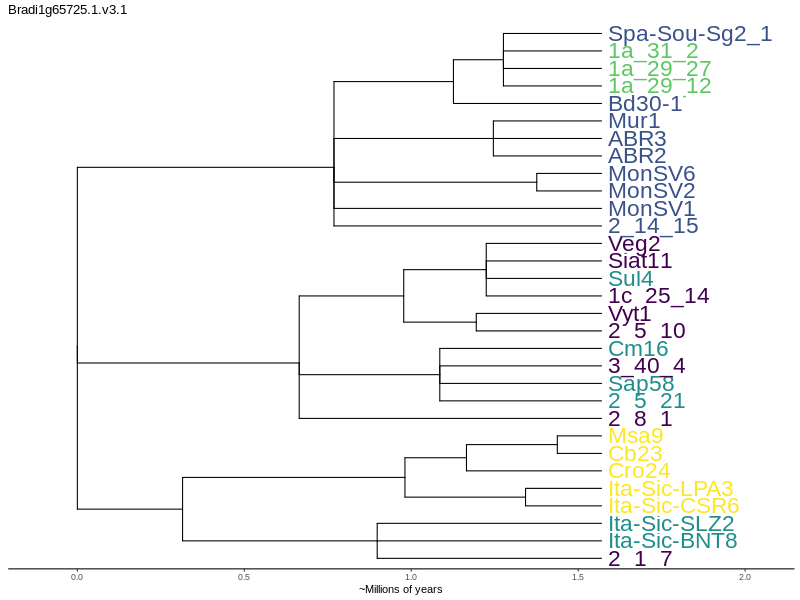 Bradi1g65725.1.v3.1
Spa-Sou-Sg2_1
1a_31_2
1a_29_27
1a_29_12
Bd30-1
Mur1
ABR3
ABR2
MonSV6
MonSV2
MonSV1
2_14_15
Veg2
Siat11
Sul4
1c_25_14
Vyt1
2_5_10
Cm16
3_40_4
Sap58
2_5_21
2_8_1
Msa9
Cb23
Cro24
Ita-Sic-LPA3
Ita-Sic-CSR6
Ita-Sic-SLZ2
Ita-Sic-BNT8
2_1_7
0.0 0.5 1.0 1.5 2.0
~Millions of years